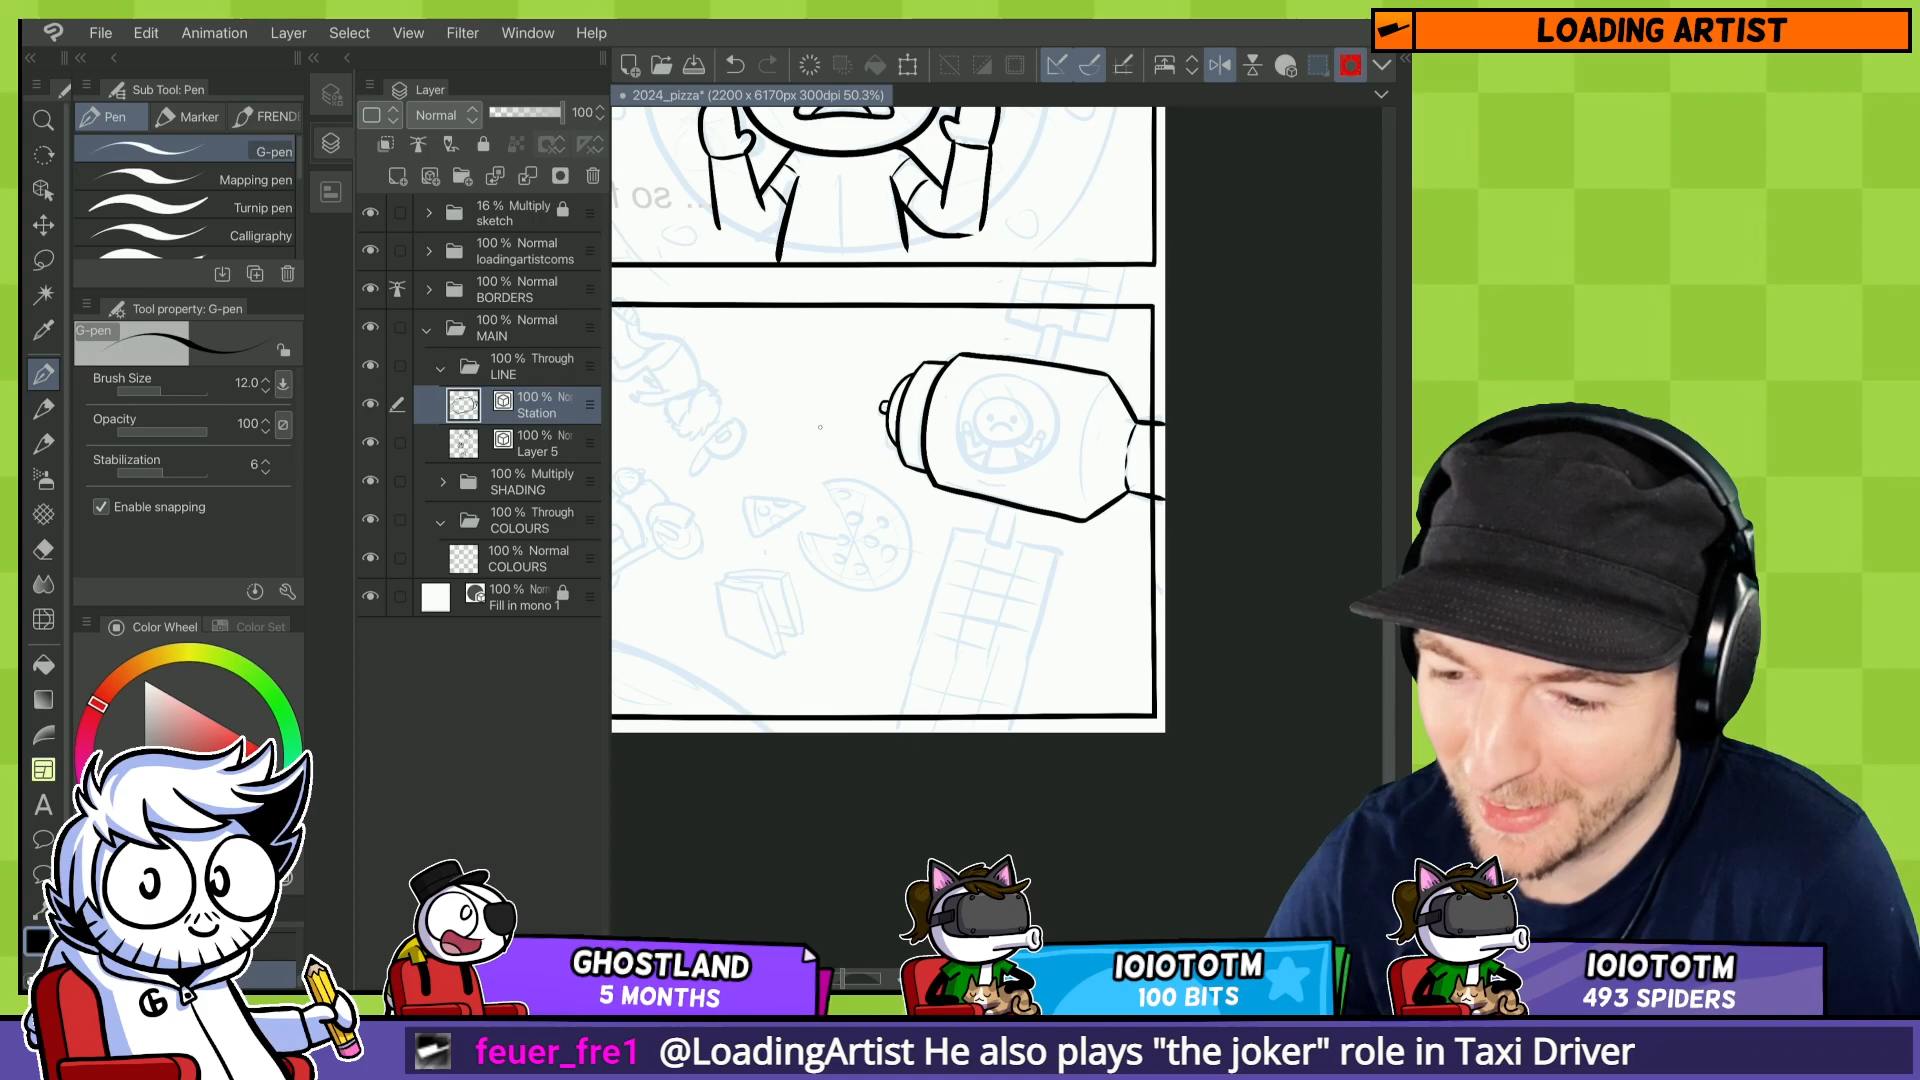 LOADING ARTIST
File Edit Animation Layer Select View Filter Window Help
Sub Tool: Pen
Pen Marker FRENDE
G-pen
Mapping pen
Turnip pen
Calligraphy
Tool property: G-pen
G-pen
Brush Size 12.0
Opacity 100
Stabilization 6
Enable snapping
Color Wheel Color Set
Layer
Normal 100
16 % Multiply
sketch
100 % Normal
loadingartistcoms
100 % Normal
BORDERS
100 % Normal
MAIN
100 % Through
LINE
100 % No
Station
100 % No
Layer 5
100 % Multiply
SHADING
100 % Through
COLOURS
100 % Normal
COLOURS
100 % Nor
Fill in mono 1
2024_pizza* (2200 x 6170px 300dpi 50.3%)
A
GHOSTLAND
5 MONTHS
IOIOTOTM
100 BITS
IOIOTOTM
493 SPIDERS
feuer_fre1 @LoadingArtist He also plays "the joker" role in Taxi Driver